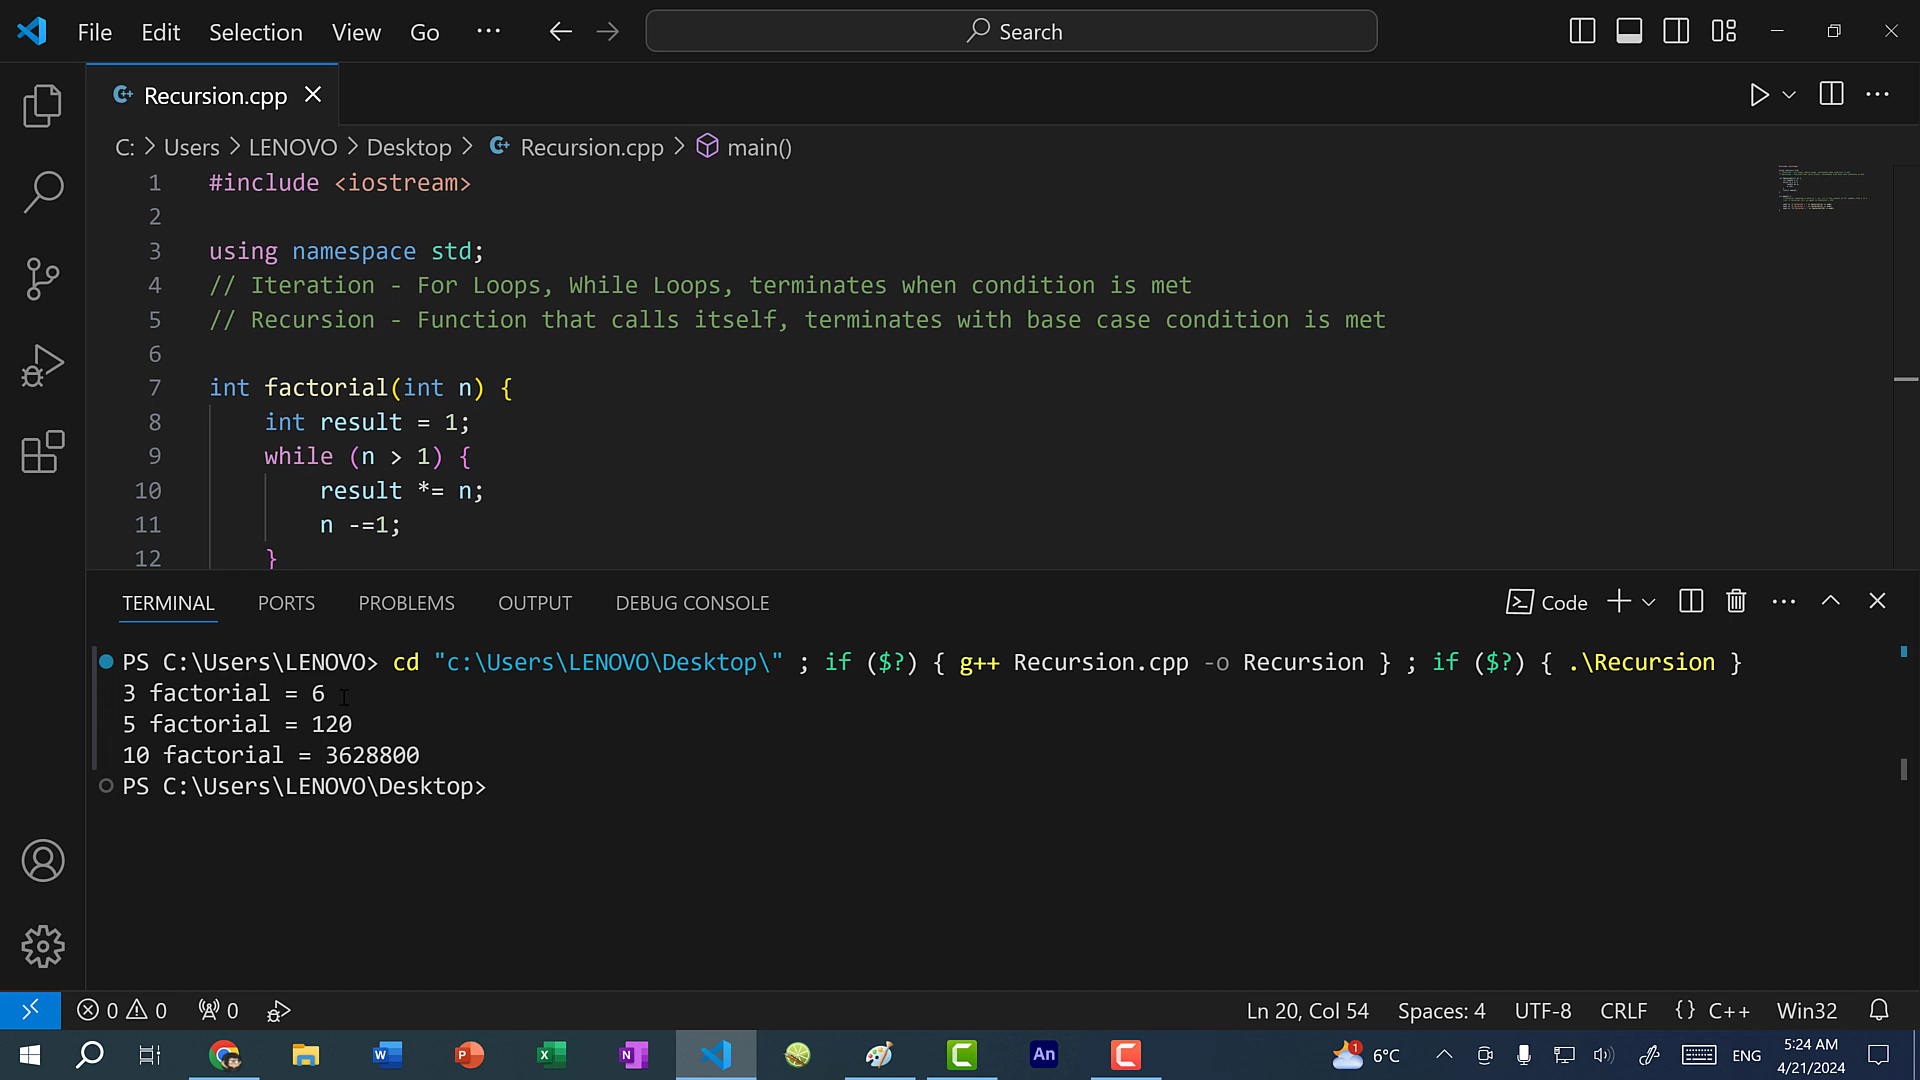 File Edit Selection View Go ··· Search
Recursion.cpp
C: > Users > LENOVO > Desktop > Recursion.cpp > main()
1 #include <iostream>
2
3 using namespace std;
4 // Iteration - For Loops, While Loops, terminates when condition is met
5 // Recursion - Function that calls itself, terminates with base case condition is met
6
7 int factorial(int n) {
8 int result = 1;
9 while (n > 1) {
10 result *= n;
11 n -=1;
12 }
TERMINAL PORTS PROBLEMS OUTPUT DEBUG CONSOLE Code
PS C:\Users\LENOVO> cd "c:\Users\LENOVO\Desktop\" ; if ($?) { g++ Recursion.cpp -o Recursion } ; if ($?) { .\Recursion }
3 factorial = 6
5 factorial = 120
10 factorial = 3628800
PS C:\Users\LENOVO\Desktop>
0 0 0 Ln 20, Col 54 Spaces: 4 UTF-8 CRLF {} C++ Win32
W P X N An C 1 6°C ENG 5:24 AM
4/21/2024